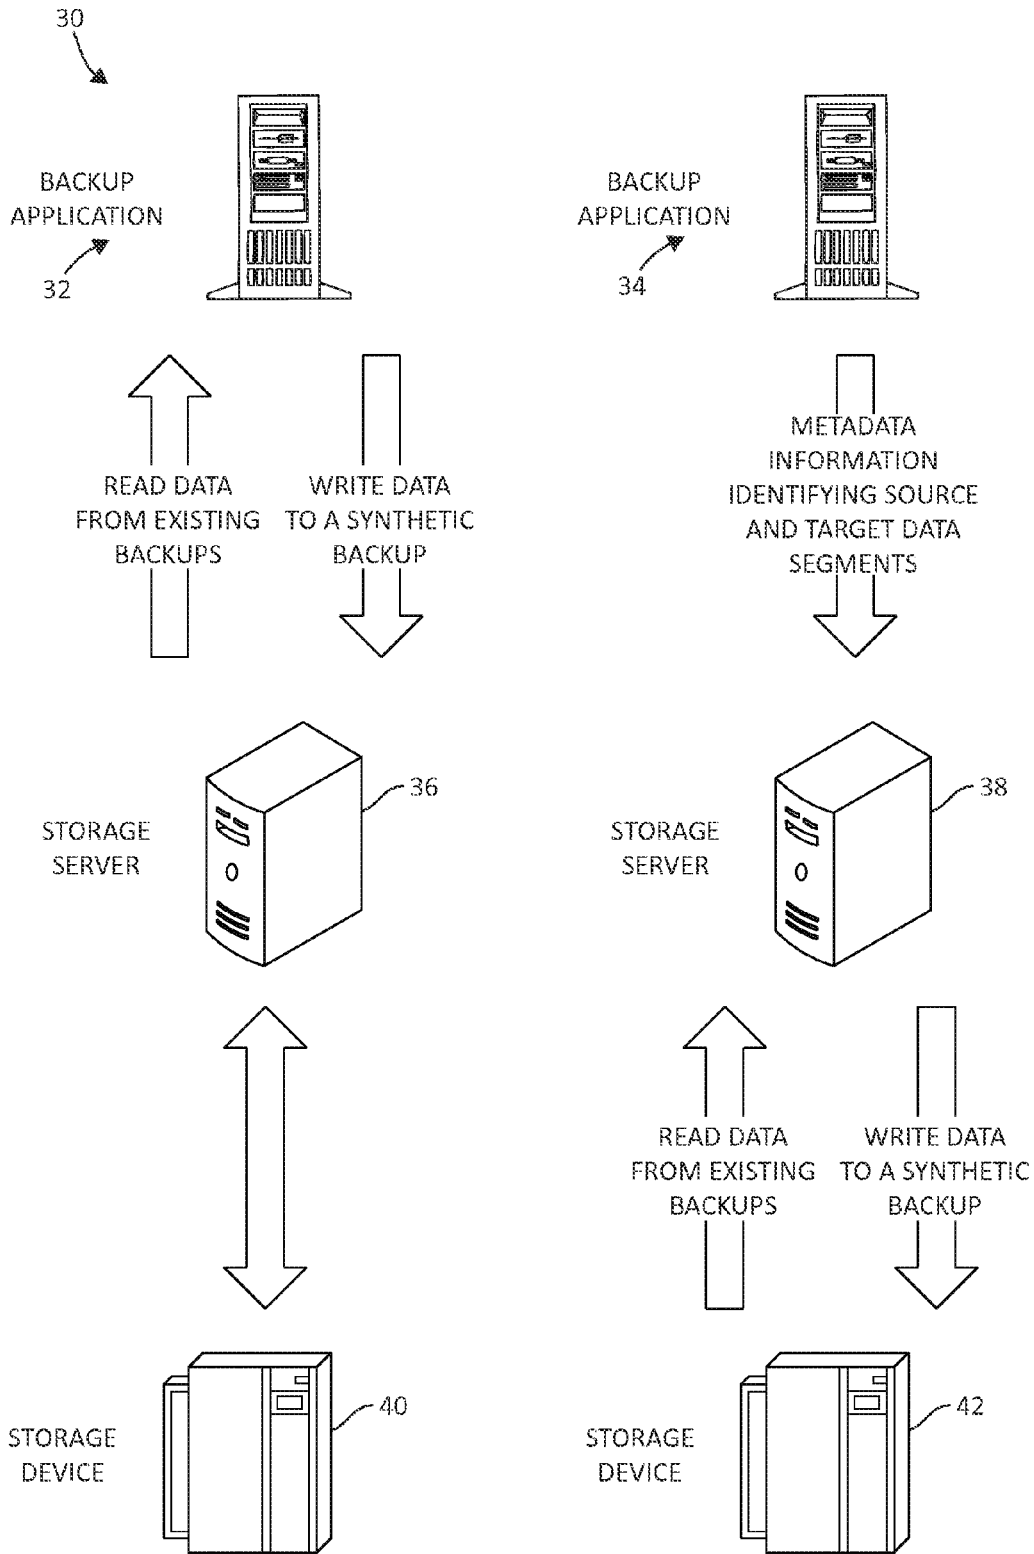 30
BACKUP
APPLICATION
32
BACKUP
APPLICATION
34
READ DATA
FROM EXISTING
BACKUPS
WRITE DATA
TO A SYNTHETIC
BACKUP
METADATA
INFORMATION
IDENTIFYING SOURCE
AND TARGET DATA
SEGMENTS
STORAGE
SERVER
36
STORAGE
SERVER
38
READ DATA
FROM EXISTING
BACKUPS
WRITE DATA
TO A SYNTHETIC
BACKUP
STORAGE
DEVICE
40
STORAGE
DEVICE
42